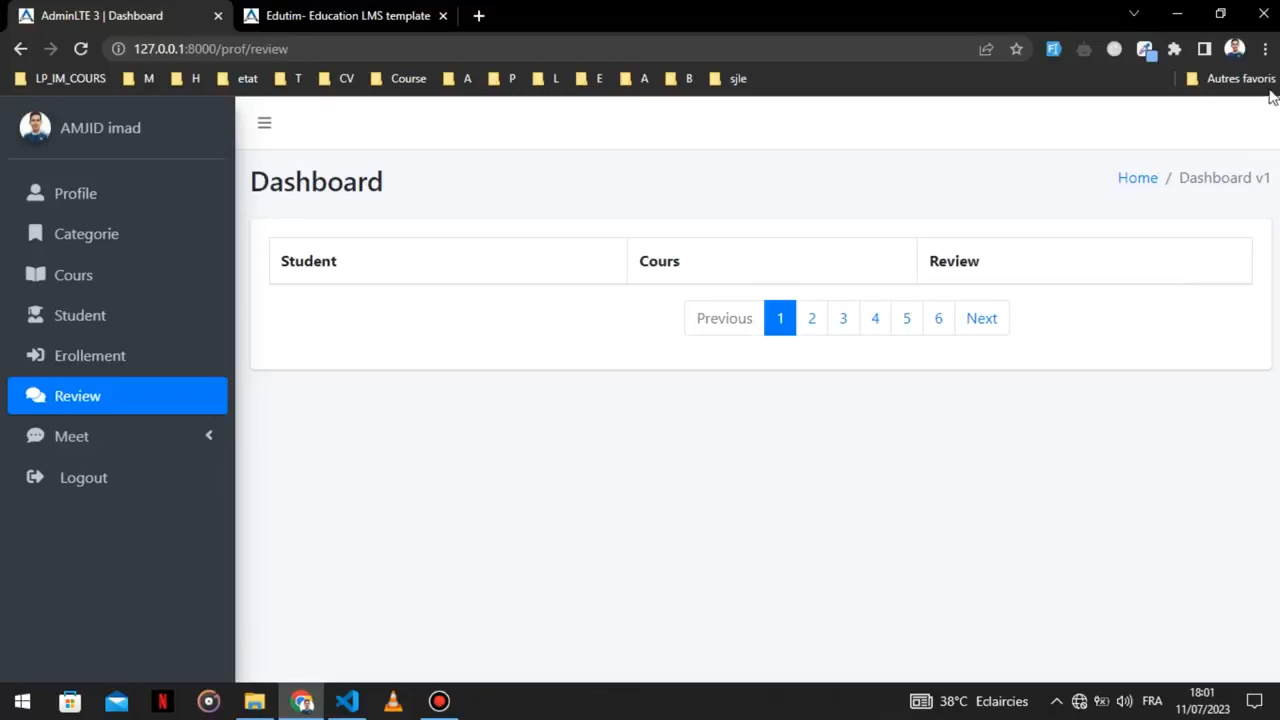 AdminLTE 3 | Dashboard
Edutim- Education LMS template
127.0.0.1:8000/prof/review
LP_IM_COURS M H etat T CV Course A P L E A B sjle Autres favoris
AMJID imad
Profile
Categorie
Cours
Student
Erollement
Review
Meet
Logout
Dashboard
Home / Dashboard v1
Student Cours Review
Previous 1 2 3 4 5 6 Next
38°C Eclaircies FRA
18:01
11/07/2023